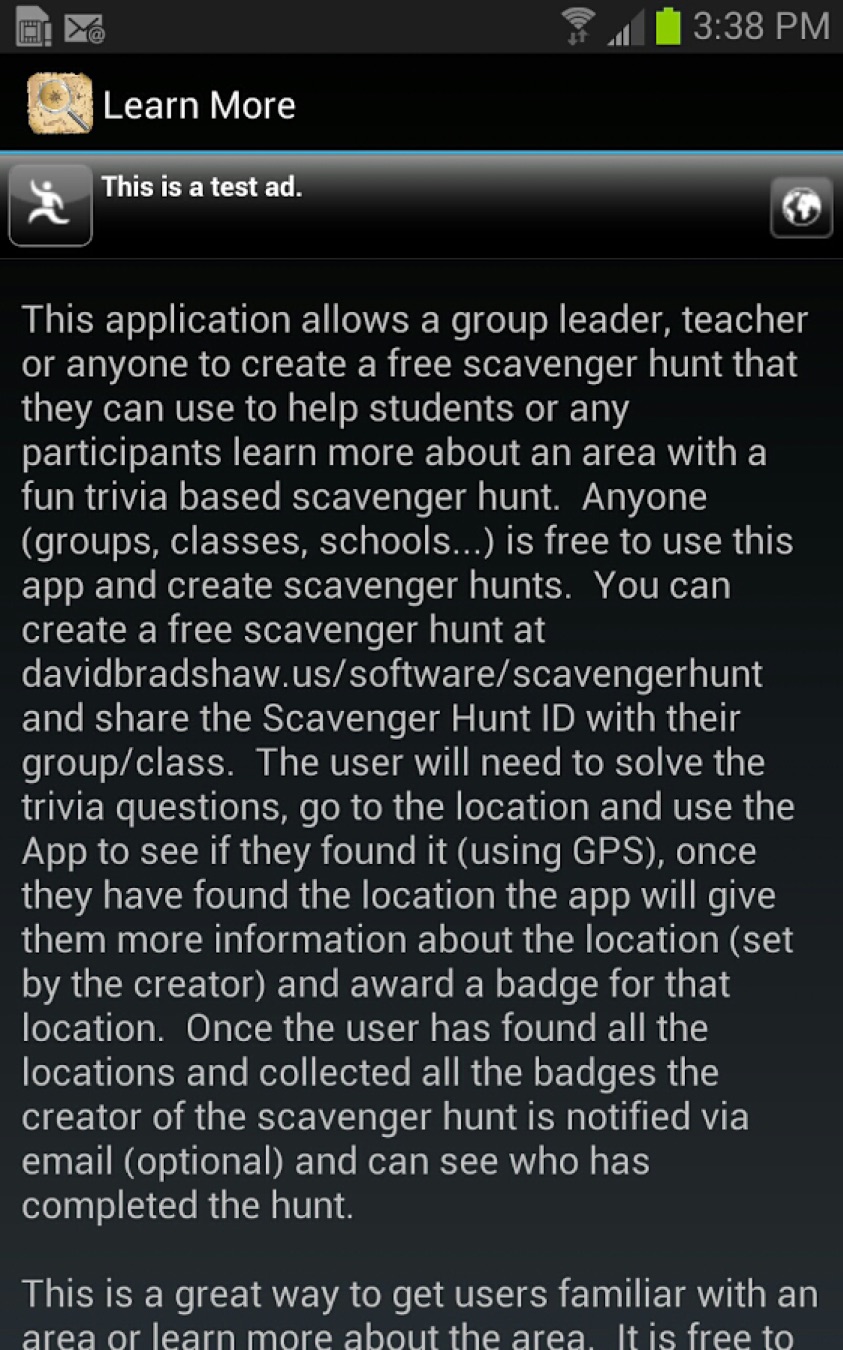 3:38 PM
Learn More
This is a test ad.
This application allows a group leader, teacher
or anyone to create a free scavenger hunt that
they can use to help students or any
participants learn more about an area with a
fun trivia based scavenger hunt.  Anyone
(groups, classes, schools...) is free to use this
app and create scavenger hunts.  You can
create a free scavenger hunt at
davidbradshaw.us/software/scavengerhunt
and share the Scavenger Hunt ID with their
group/class.  The user will need to solve the
trivia questions, go to the location and use the
App to see if they found it (using GPS), once
they have found the location the app will give
them more information about the location (set
by the creator) and award a badge for that
location.  Once the user has found all the
locations and collected all the badges the
creator of the scavenger hunt is notified via
email (optional) and can see who has
completed the hunt.
This is a great way to get users familiar with an
area or learn more about the area.  It is free to